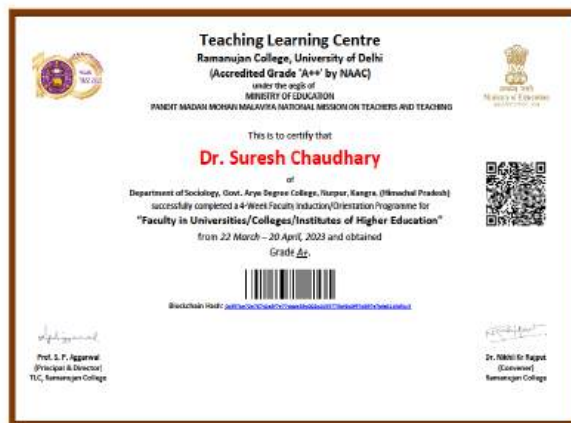 Teaching Learning Centre
Ramanujan College, University of Delhi
(Accredited Grade 'A++' by NAAC)
under the aegis of
MINISTRY OF EDUCATION
PANDIT MADAN MOHAN MALAVIYA NATIONAL MISSION ON TEACHERS AND TEACHING
This is to certify that
Dr. Suresh Chaudhary
of
Department of Sociology, Govt. Arya Degree College, Nurpur, Kangra, (Himachal Pradesh)
successfully completed a 4-Week Faculty Induction/Orientation Programme for
"Faculty in Universities/Colleges/Institutes of Higher Education"
from 22 March – 20 April, 2023 and obtained
Grade A+.
Blockchain Hash:
Prof. S. P. Aggarwal
(Principal & Director)
TLC, Ramanujan College
Dr. Nikhil Kr Rajput
(Convener)
Ramanujan College
Ministry of Education